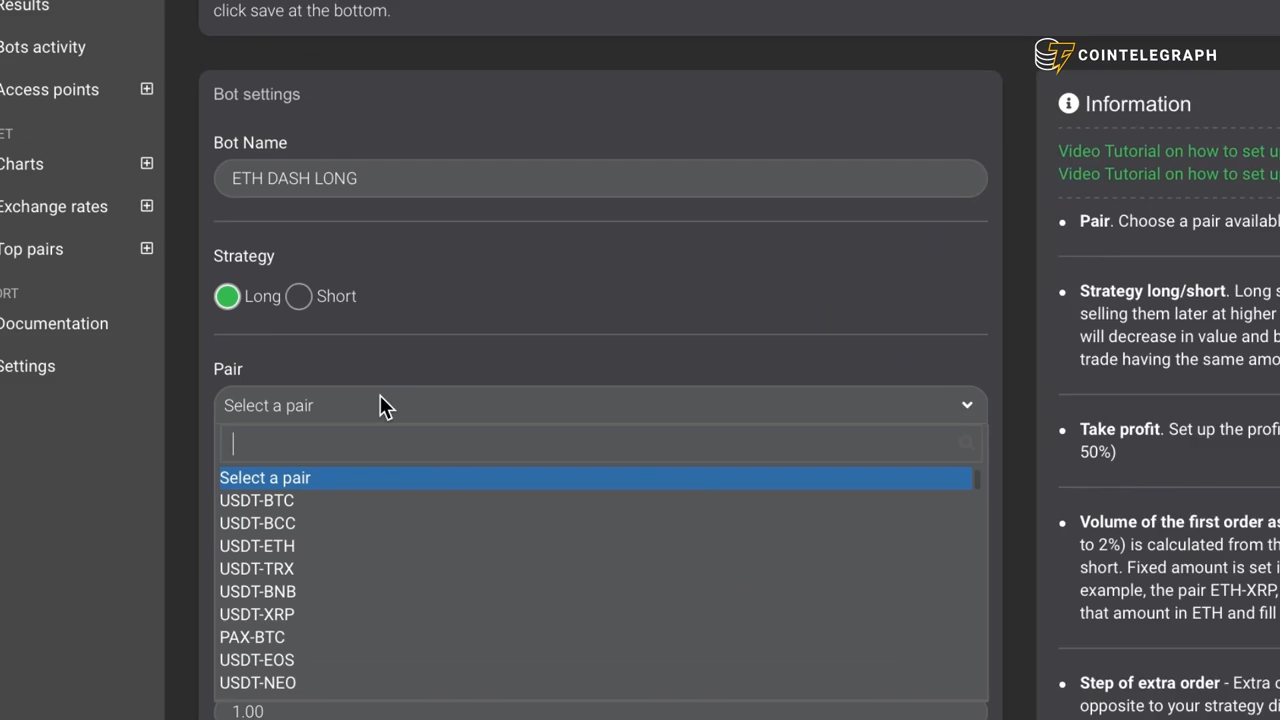 Results
Bots activity
Access points
ET
Charts
Exchange rates
Top pairs
ORT
Documentation
Settings
click save at the bottom.
Bot settings
Bot Name
ETH DASH LONG
Strategy
Long Short
Pair
Select a pair
Select a pair
USDT-BTC
USDT-BCC
USDT-ETH
USDT-TRX
USDT-BNB
USDT-XRP
PAX-BTC
USDT-EOS
USDT-NEO
1.00
COINTELEGRAPH
Information
Video Tutorial on how to set u
Video Tutorial on how to set u
Pair. Choose a pair availabl
Strategy long/short. Long s
selling them later at higher
will decrease in value and b
trade having the same amo
Take profit. Set up the profi
50%)
Volume of the first order as
to 2%) is calculated from th
short. Fixed amount is set i
example, the pair ETH-XRP,
that amount in ETH and fill
Step of extra order - Extra o
opposite to your strategy di